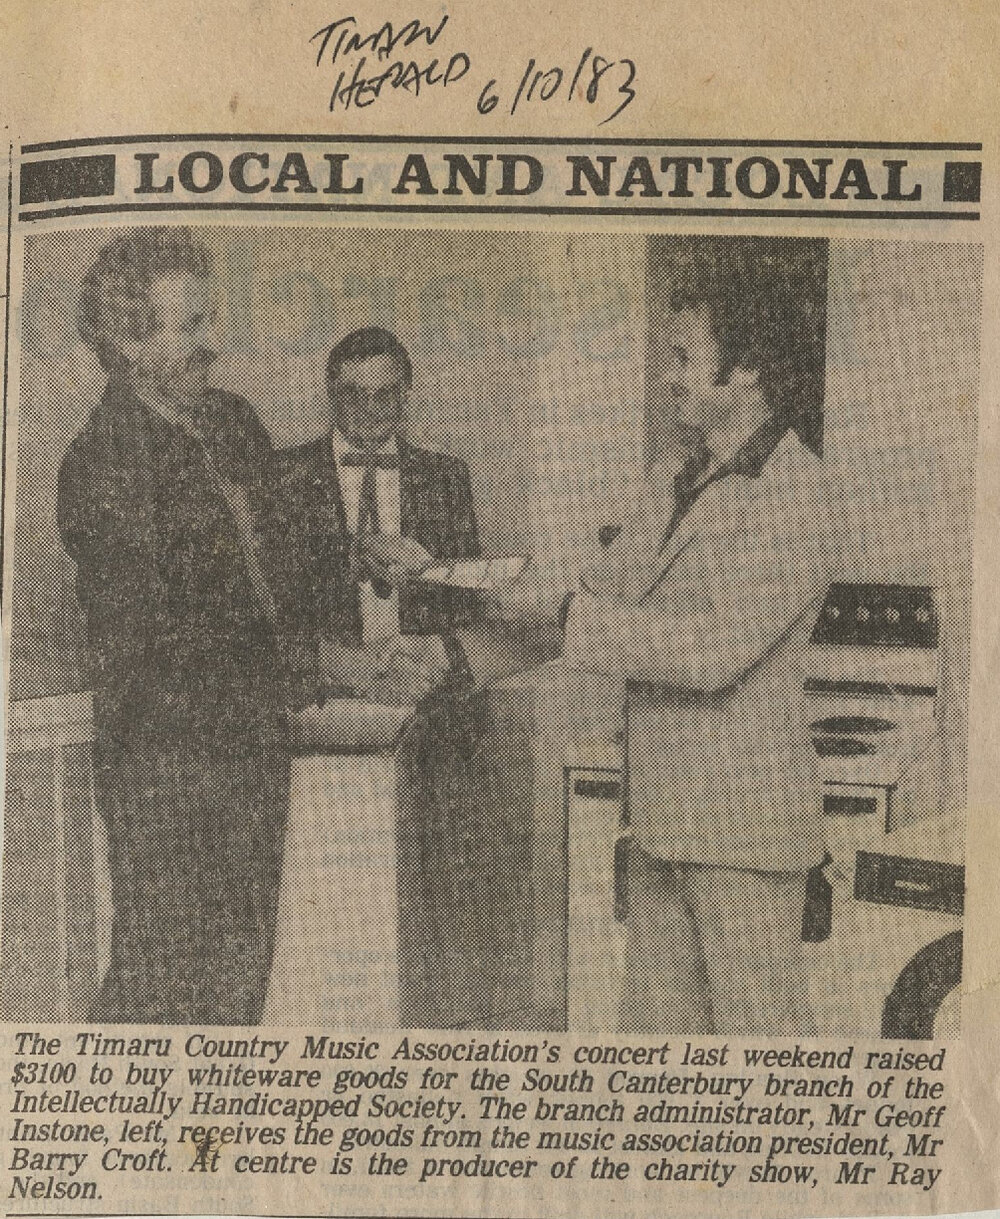 TIMARU
HERALD 6/10/83
LOCAL AND NATIONAL
The Timaru Country Music Association's concert last weekend raised
$3100 to buy whiteware goods for the South Canterbury branch of the
Intellectually Handicapped Society. The branch administrator, Mr Geoff
Instone, left, receives the goods from the music association president, Mr
Barry Croft. At centre is the producer of the charity show, Mr Ray
Nelson.